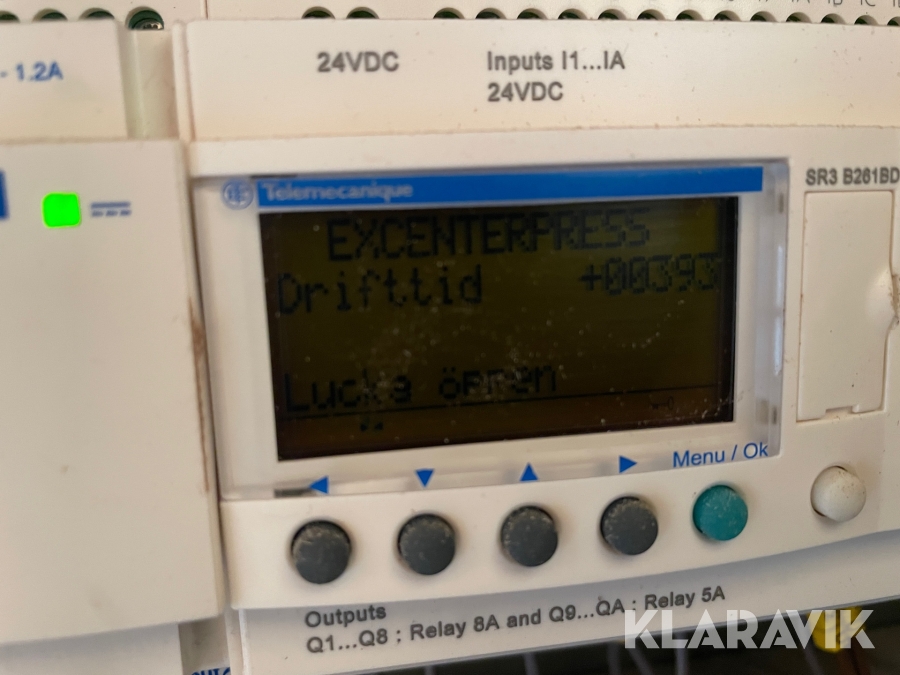 - 1.2A
24VDC
Inputs I1...IA
24VDC
Telemecanique
SR3 B261BD
EXCENTERPRESS
Drifttid +00393
Lucka öppen
Menu / Ok
Outputs
Q1...Q8 ; Relay 8A and Q9...QA ; Relay 5A
KLARAVIK